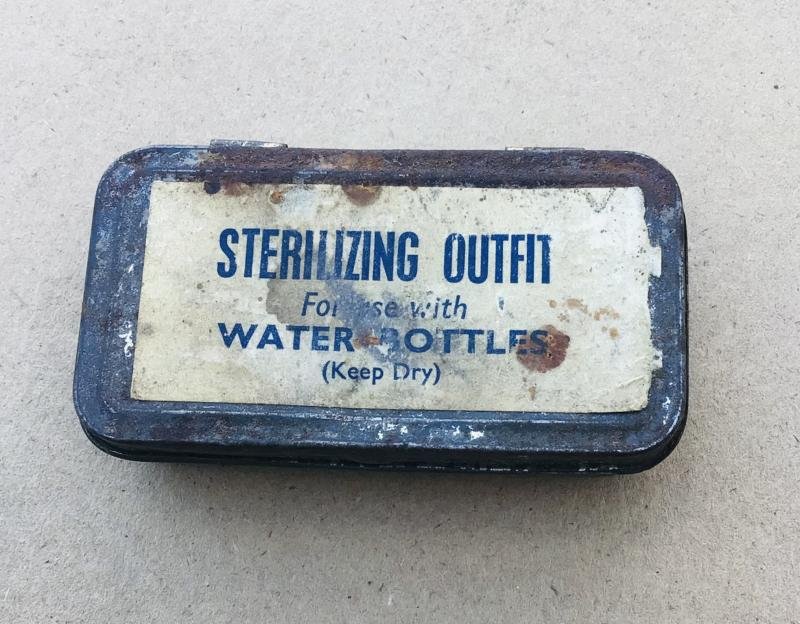 STERILIZING OUTFIT
For use with
WATER BOTTLES
(Keep Dry)